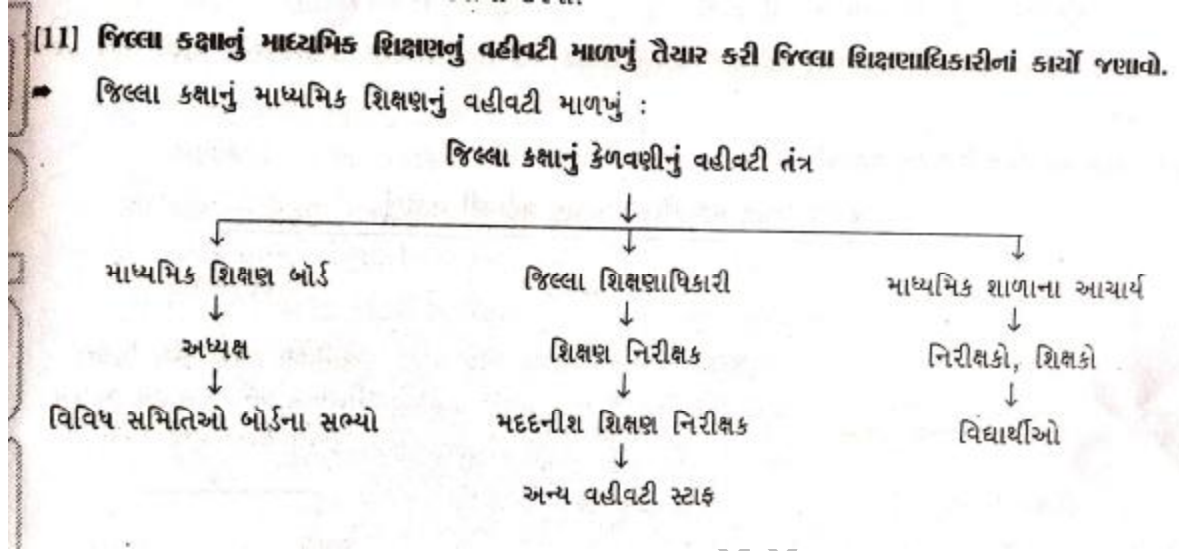 [11] જિલ્લા કક્ષાનું માધ્યમિક શિક્ષણનું વહીવટી માળખું તૈયાર કરી જિલ્લા શિક્ષણાધિકારીનાં કાર્યો જણાવો.
➡ જિલ્લા કક્ષાનું માધ્યમિક શિક્ષણનું વહીવટી માળખું :
જિલ્લા કક્ષાનું કેળવણીનું વહીવટી તંત્ર
માધ્યમિક શિક્ષણ બોર્ડ જિલ્લા શિક્ષણાધિકારી માધ્યમિક શાળાના આચાર્ય
અધ્યક્ષ શિક્ષણ નિરીક્ષક નિરીક્ષકો, શિક્ષકો
વિવિધ સમિતિઓ બોર્ડના સભ્યો મદદનીશ શિક્ષણ નિરીક્ષક વિદ્યાર્થીઓ
અન્ય વહીવટી સ્ટાફ